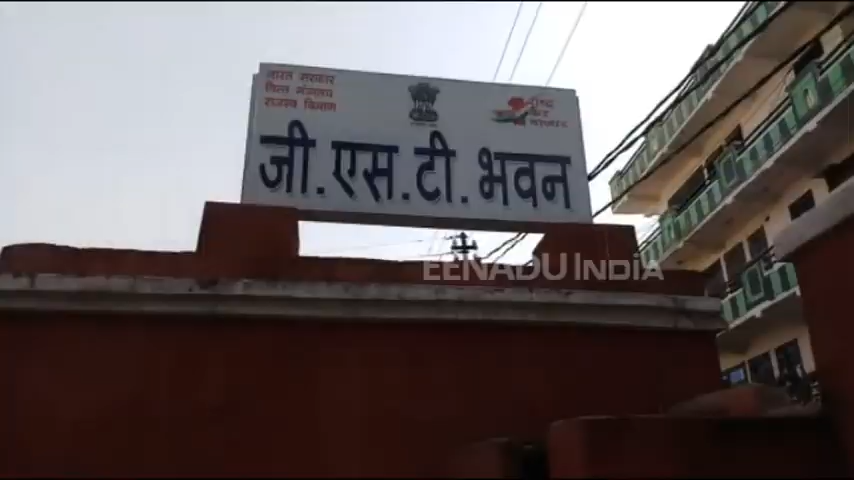 भारत सरकार
वित्त मंत्रालय
राजस्व विभाग
जी.एस.टी.भवन
EENADU INDIA